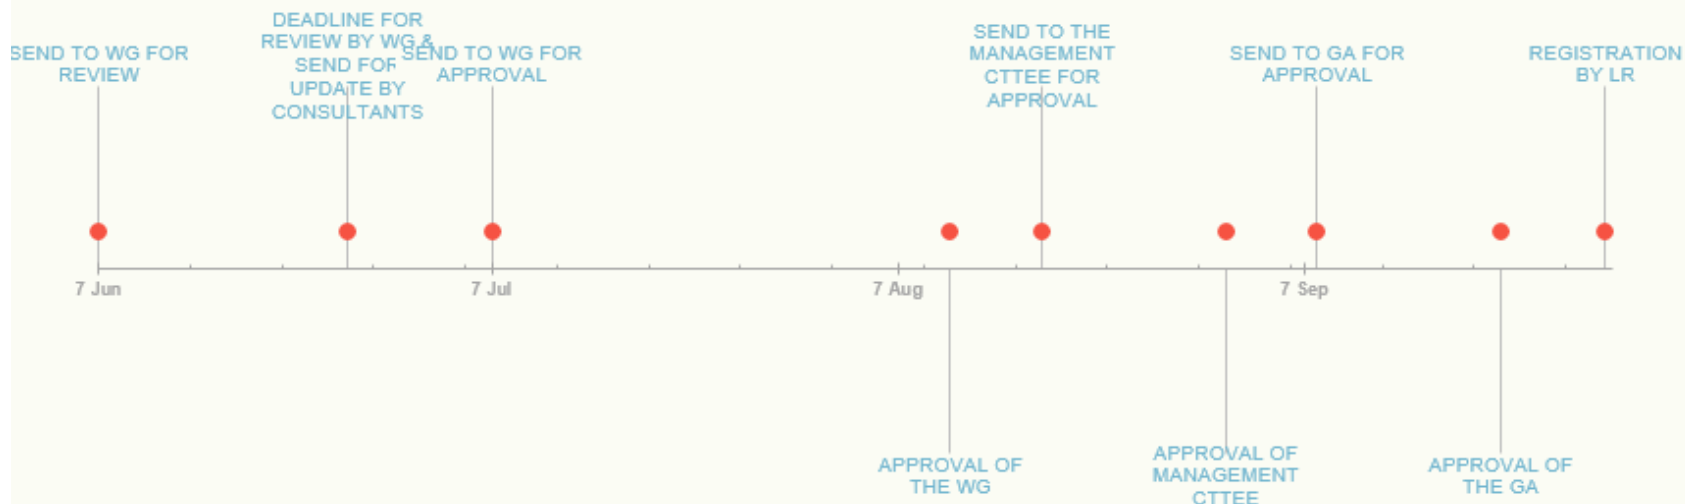 SEND TO WG FOR
REVIEW
DEADLINE FOR
REVIEW BY WG &
SEND FOR
UPDATE BY
CONSULTANTS
SEND TO WG FOR
APPROVAL
SEND TO THE
MANAGEMENT
CTTEE FOR
APPROVAL
SEND TO GA FOR
APPROVAL
REGISTRATION
BY LR
7 Jun
7 Jul
7 Aug
7 Sep
APPROVAL OF
THE WG
APPROVAL OF
MANAGEMENT
CTTEE
APPROVAL OF
THE GA